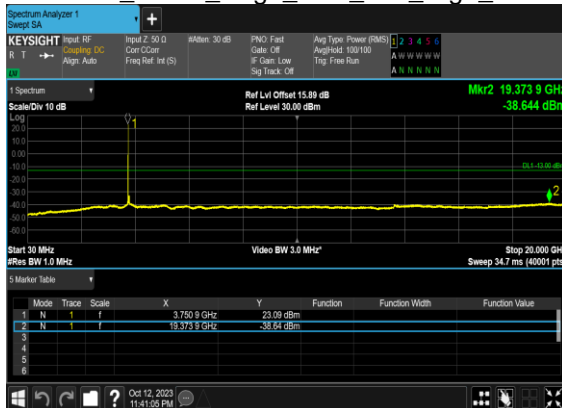 Spectrum Analyzer 1
Swept SA
KEYSIGHT Input: RF Input Z: 50 Ω #Atten: 30 dB PNO: Fast Avg Type: Power (RMS) 1 2 3 4 5 6
R T Coupling: DC Corr CCorr Gate: Off Avg|Hold: 100/100 A W W W W W
Align: Auto Freq Ref: Int (S) IF Gain: Low Trig: Free Run
Sig Track: Off A N N N N N
1 Spectrum Ref Lvl Offset 15.89 dB Mkr2 19.373 9 GHz
Scale/Div 10 dB Ref Level 30.00 dBm -38.644 dBm
Log
20.0
10.0
0.00
-10.0
-20.0
-30.0
-40.0
-50.0
-60.0
1
DL1 -13.00 dBm
2
Start 30 MHz Video BW 3.0 MHz* Stop 20.000 GHz
#Res BW 1.0 MHz Sweep 34.7 ms (40001 pts)
5 Marker Table
Mode Trace Scale X Y Function Function Width Function Value
1 N 1 f 3.750 9 GHz 23.09 dBm
2 N 1 f 19.373 9 GHz -38.64 dBm
3
4
5
6
? Oct 12, 2023
11:41:05 PM